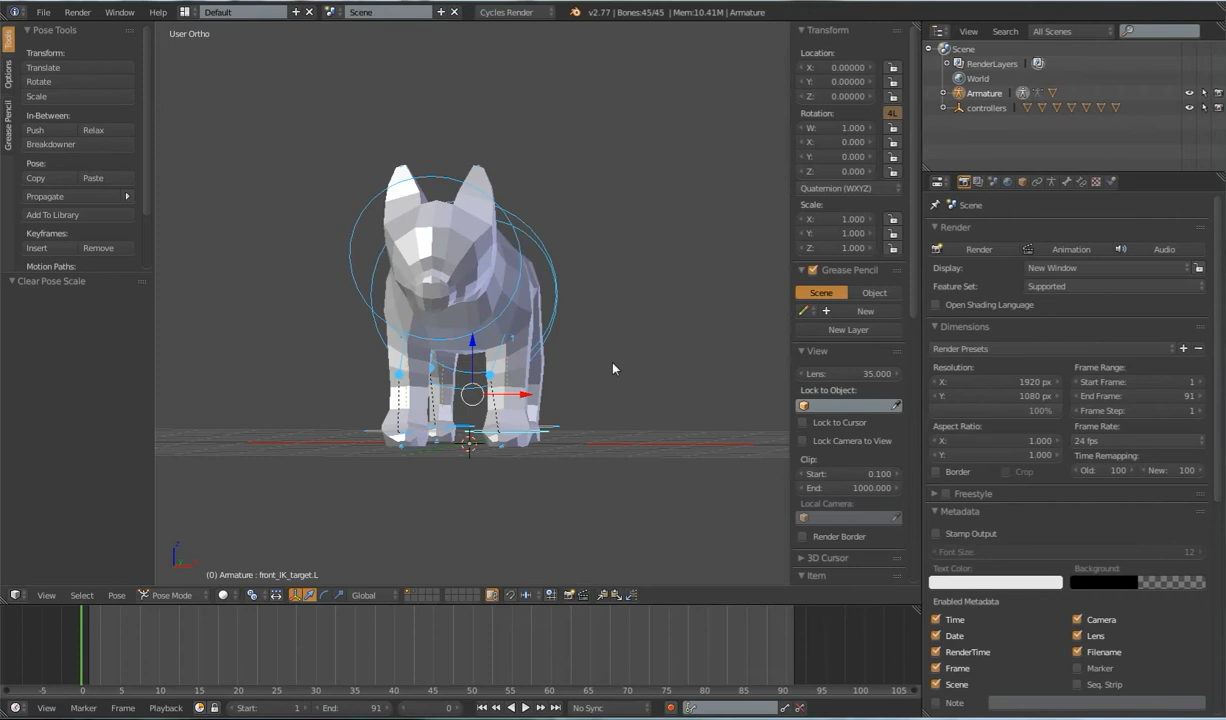 File Render Window Help Default Scene Cycles Render v2.77 | Bones:45/45 | Mem:10.41M | Armature
Tools
Options
Grease Pencil
Pose Tools
Transform:
Translate
Rotate
Scale
In-Between:
Push Relax
Breakdowner
Pose:
Copy Paste
Propagate
Add To Library
Keyframes:
Insert Remove
Motion Paths:
Clear Pose Scale
User Ortho
(0) Armature : front_IK_target.L
View Select Pose Pose Mode Global
Transform
Location:
X: 0.00000
Y: 0.00000
Z: 0.00000
Rotation: 4L
W: 1.000
X: 0.000
Y: 0.000
Z: 0.000
Quaternion (WXYZ)
Scale:
X: 1.000
Y: 1.000
Z: 1.000
Grease Pencil
Scene Object
New
New Layer
View
Lens: 35.000
Lock to Object:
Lock to Cursor
Lock Camera to View
Clip:
Start: 0.100
End: 1000.000
Local Camera:
Render Border
3D Cursor
Item
View Search All Scenes
Scene
RenderLayers
World
Armature
controllers
Scene
Render
Render Animation Audio
Display: New Window
Feature Set: Supported
Open Shading Language
Dimensions
Render Presets
Resolution: Frame Range:
X: 1920 px Start Frame: 1
Y: 1080 px End Frame: 91
100% Frame Step: 1
Aspect Ratio: Frame Rate:
X: 1.000 24 fps
Y: 1.000 Time Remapping:
Border Crop Old: 100 New: 100
Freestyle
Metadata
Stamp Output
Font Size: 12
Text Color: Background:
Enabled Metadata
Time Camera
Date Lens
RenderTime Filename
Frame Marker
Scene Seq. Strip
Note
-5 0 5 10 15 20 25 30 35 40 45 50 55 60 65 70 75 80 85 90 95 100 105
View Marker Frame Playback Start: 1 End: 91 0 No Sync